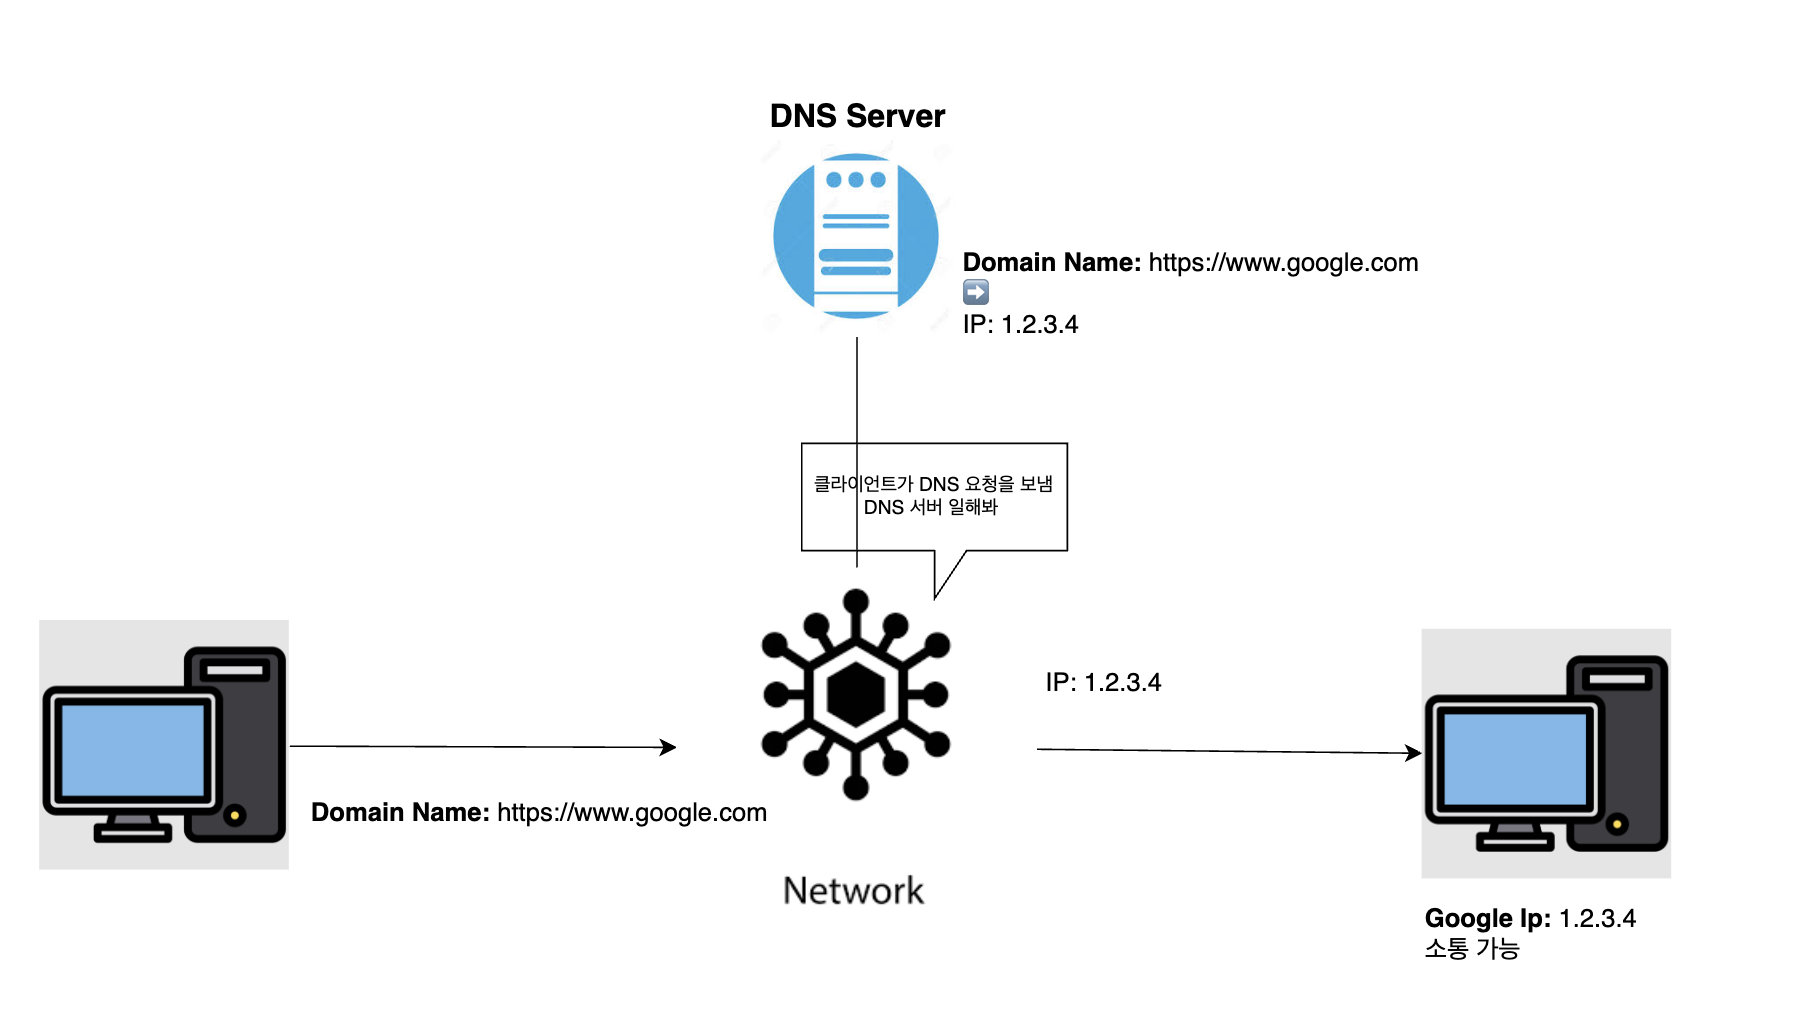 DNS Server
Domain Name: https://www.google.com
➡️
IP: 1.2.3.4
클라이언트가 DNS 요청을 보냄
DNS 서버 일해봐
IP: 1.2.3.4
Domain Name: https://www.google.com
Network
Google Ip: 1.2.3.4
소통 가능